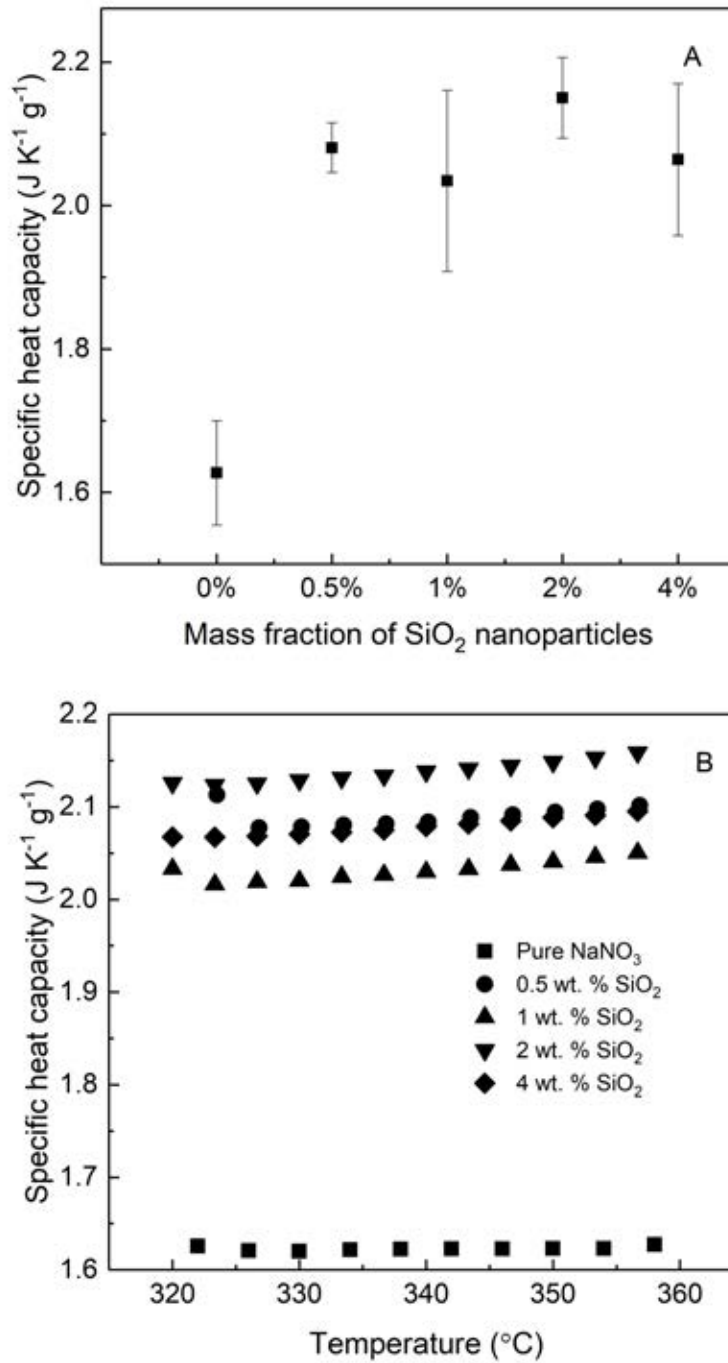 A
Specific heat capacity (J K⁻¹ g⁻¹)
2.2
2.0
1.8
1.6
0% 0.5% 1% 2% 4%
Mass fraction of SiO₂ nanoparticles
B
Specific heat capacity (J K⁻¹ g⁻¹)
2.2
2.1
2.0
1.9
1.8
1.7
1.6
Pure NaNO₃
0.5 wt. % SiO₂
1 wt. % SiO₂
2 wt. % SiO₂
4 wt. % SiO₂
320 330 340 350 360
Temperature (°C)